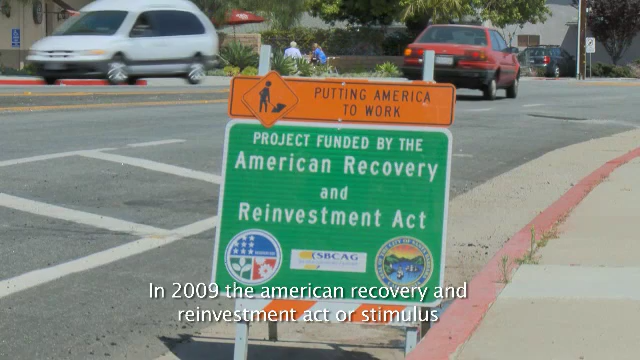 PUTTING AMERICA
TO WORK
PROJECT FUNDED BY THE
American Recovery
and
Reinvestment Act
SBCAG
In 2009 the american recovery and
reinvestment act or stimulus